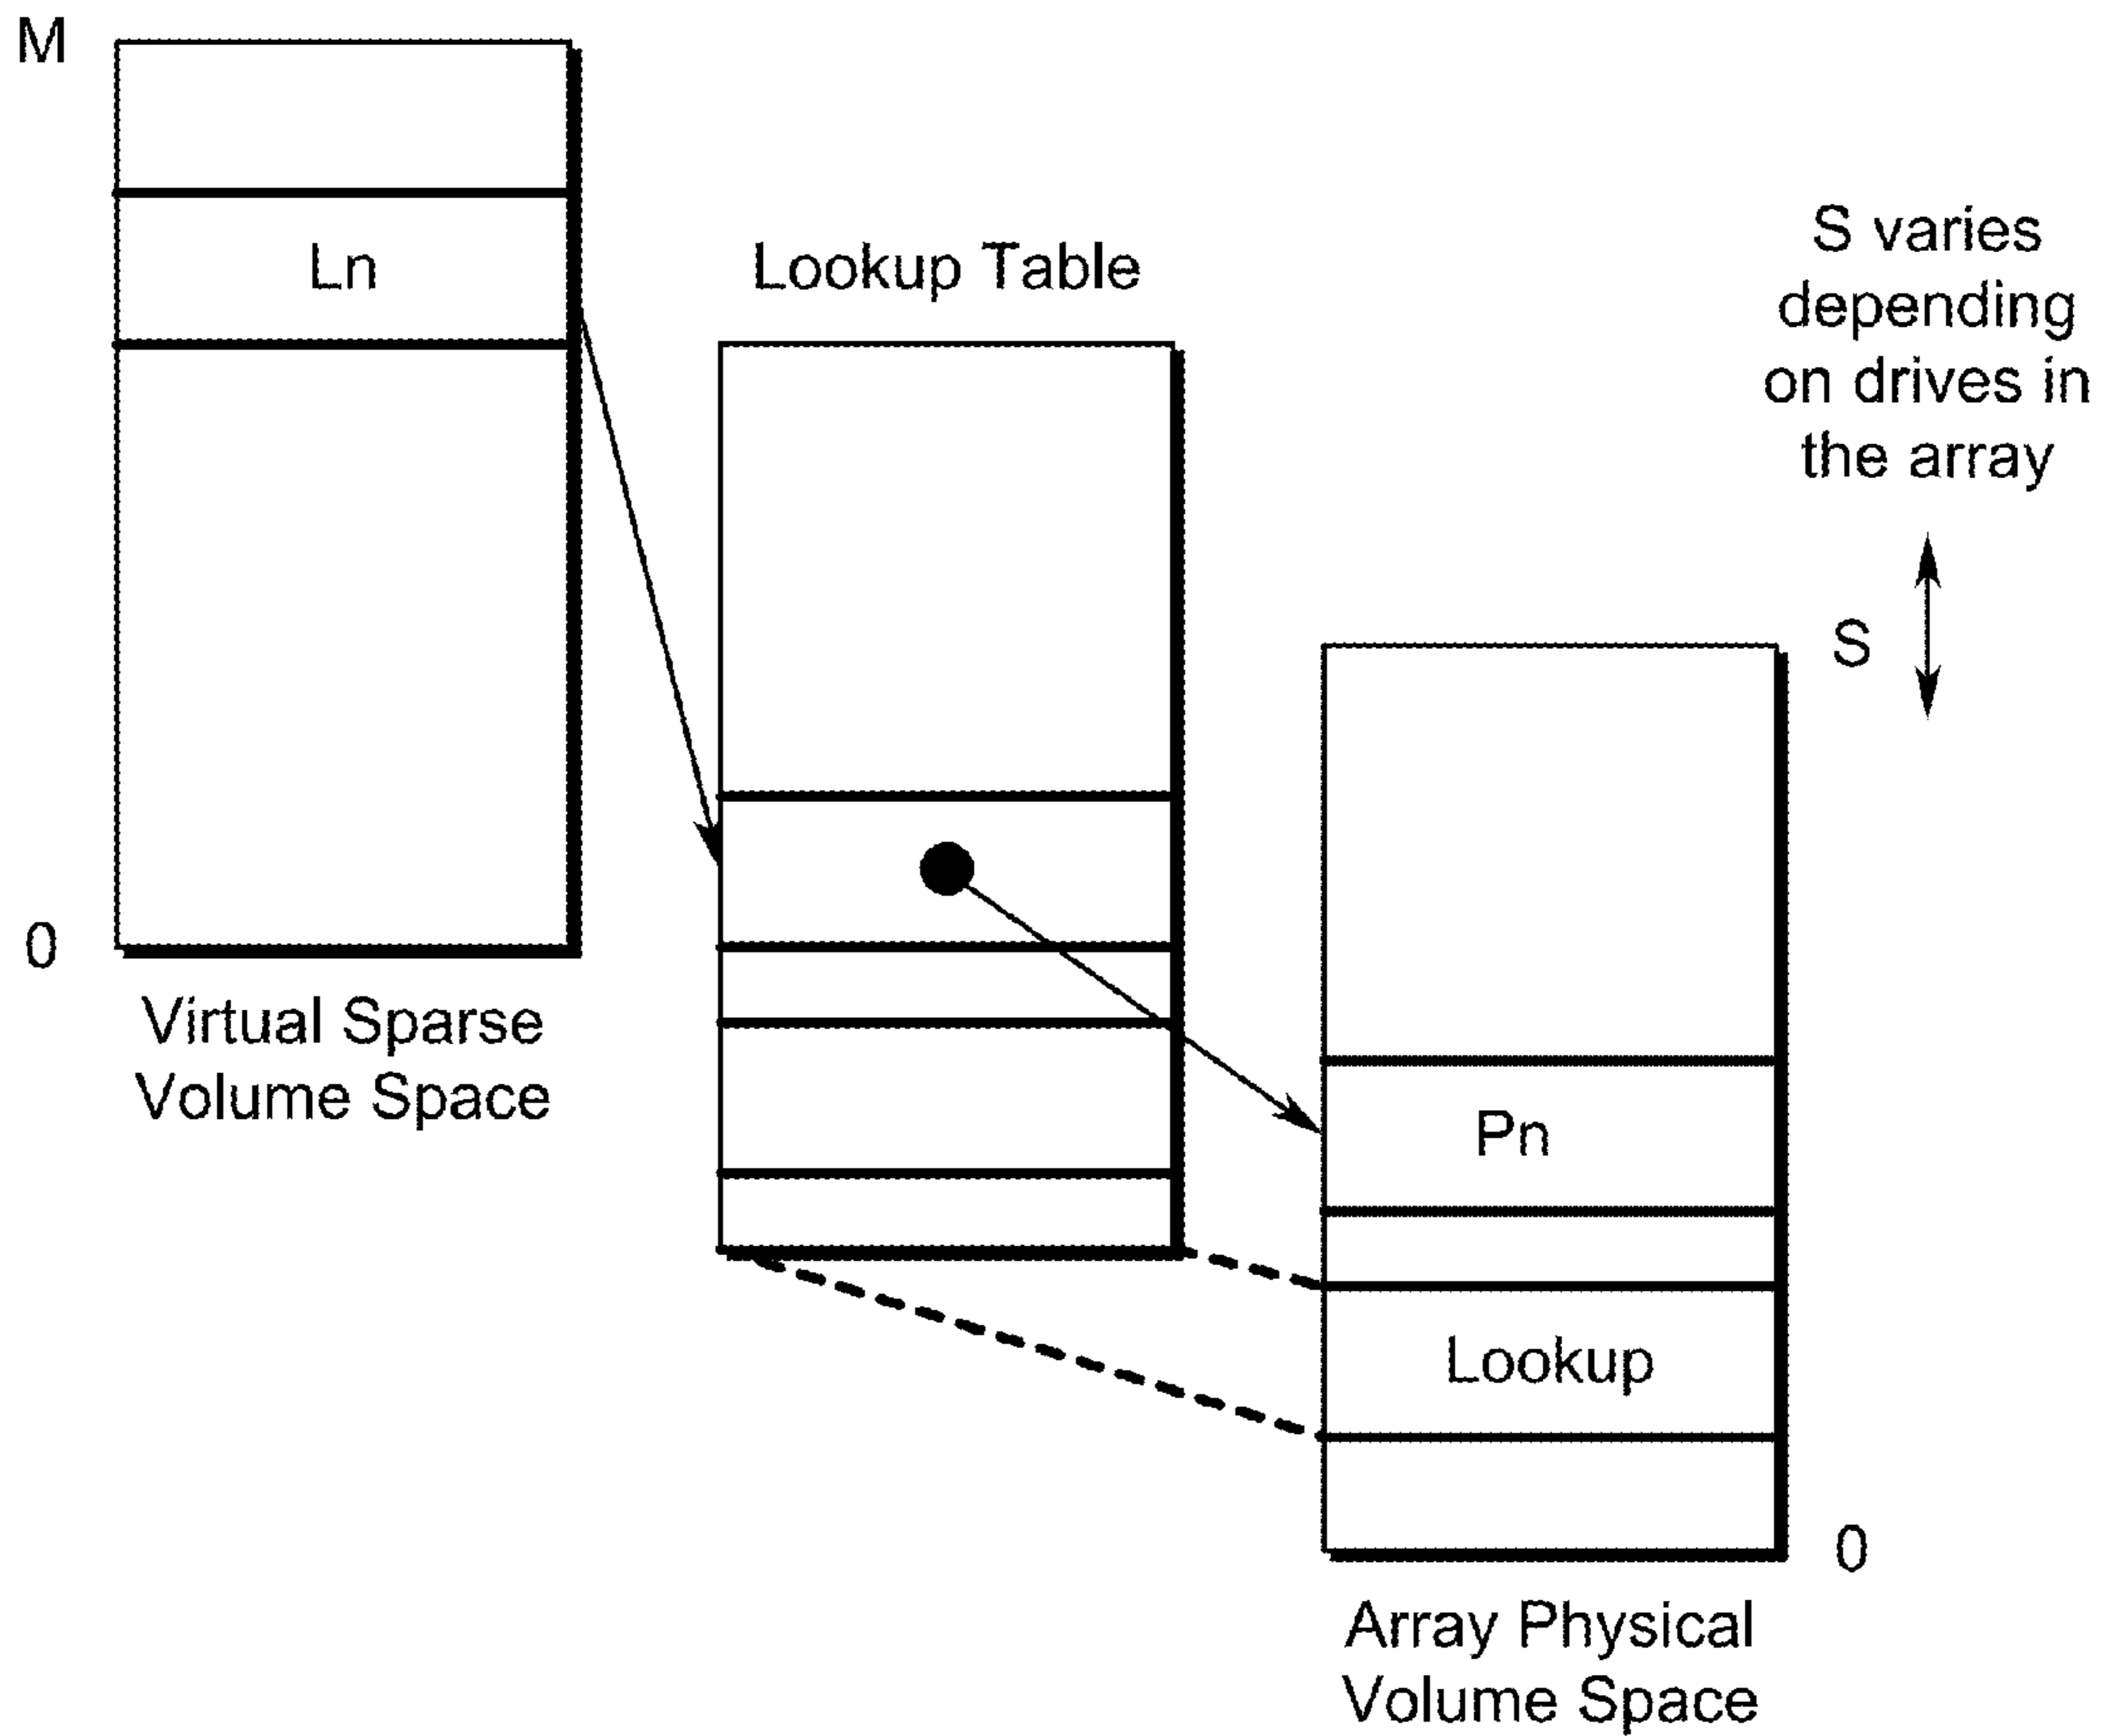 M
Ln
0
Virtual Sparse
Volume Space
Lookup Table
S varies
depending
on drives in
the array
S
Pn
Lookup
0
Array Physical
Volume Space